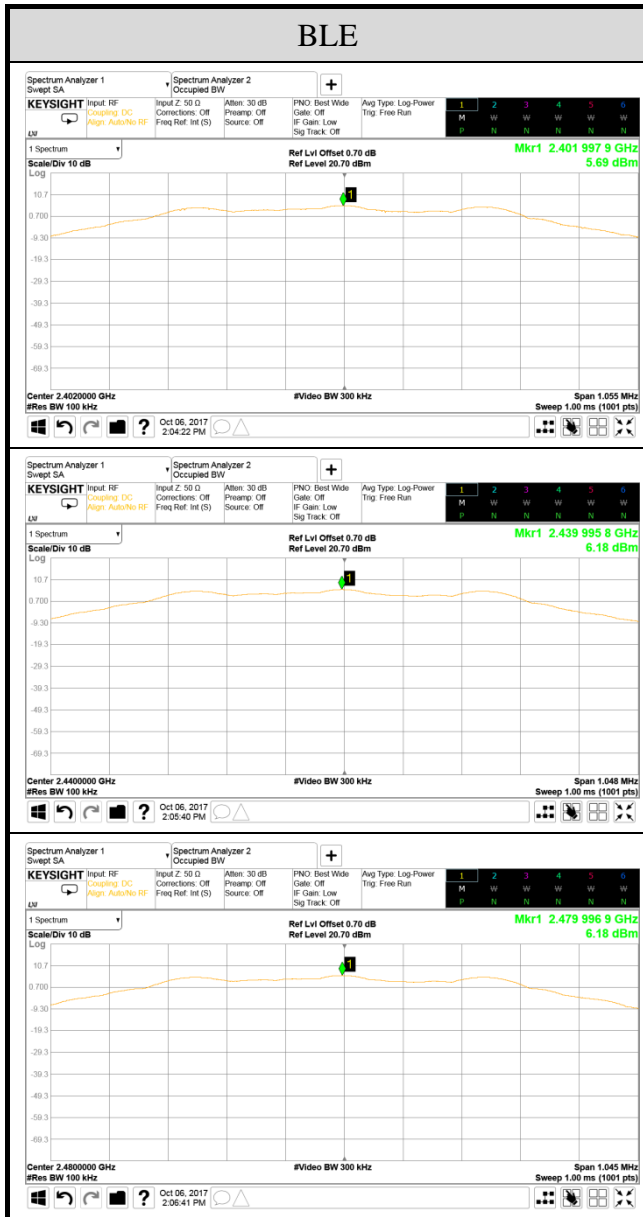 BLE
Spectrum Analyzer 1
Swept SA
Spectrum Analyzer 2
Occupied BW
+
KEYSIGHT
Input: RF
Coupling: DC
Align: Auto/No RF
Input Z: 50 Ω
Corrections: Off
Freq Ref: Int (S)
Atten: 30 dB
Preamp: Off
Source: Off
PNO: Best Wide
Gate: Off
IF Gain: Low
Sig Track: Off
Avg Type: Log-Power
Trig: Free Run
1 2 3 4 5 6
M W W W W W
P N N N N N
LXI
1 Spectrum
Scale/Div 10 dB
Log
Ref Lvl Offset 0.70 dB
Ref Level 20.70 dBm
Mkr1 2.401 997 9 GHz
5.69 dBm
1
10.7
0.700
-9.30
-19.3
-29.3
-39.3
-49.3
-59.3
-69.3
Center 2.4020000 GHz
#Res BW 100 kHz
#Video BW 300 kHz
Span 1.055 MHz
Sweep 1.00 ms (1001 pts)
?
Oct 06, 2017
2:04:22 PM
Spectrum Analyzer 1
Swept SA
Spectrum Analyzer 2
Occupied BW
+
KEYSIGHT
Input: RF
Coupling: DC
Align: Auto/No RF
Input Z: 50 Ω
Corrections: Off
Freq Ref: Int (S)
Atten: 30 dB
Preamp: Off
Source: Off
PNO: Best Wide
Gate: Off
IF Gain: Low
Sig Track: Off
Avg Type: Log-Power
Trig: Free Run
1 2 3 4 5 6
M W W W W W
P N N N N N
LXI
1 Spectrum
Scale/Div 10 dB
Log
Ref Lvl Offset 0.70 dB
Ref Level 20.70 dBm
Mkr1 2.439 995 8 GHz
6.18 dBm
1
10.7
0.700
-9.30
-19.3
-29.3
-39.3
-49.3
-59.3
-69.3
Center 2.4400000 GHz
#Res BW 100 kHz
#Video BW 300 kHz
Span 1.048 MHz
Sweep 1.00 ms (1001 pts)
?
Oct 06, 2017
2:05:40 PM
Spectrum Analyzer 1
Swept SA
Spectrum Analyzer 2
Occupied BW
+
KEYSIGHT
Input: RF
Coupling: DC
Align: Auto/No RF
Input Z: 50 Ω
Corrections: Off
Freq Ref: Int (S)
Atten: 30 dB
Preamp: Off
Source: Off
PNO: Best Wide
Gate: Off
IF Gain: Low
Sig Track: Off
Avg Type: Log-Power
Trig: Free Run
1 2 3 4 5 6
M W W W W W
P N N N N N
LXI
1 Spectrum
Scale/Div 10 dB
Log
Ref Lvl Offset 0.70 dB
Ref Level 20.70 dBm
Mkr1 2.479 996 9 GHz
6.18 dBm
1
10.7
0.700
-9.30
-19.3
-29.3
-39.3
-49.3
-59.3
-69.3
Center 2.4800000 GHz
#Res BW 100 kHz
#Video BW 300 kHz
Span 1.045 MHz
Sweep 1.00 ms (1001 pts)
?
Oct 06, 2017
2:06:41 PM